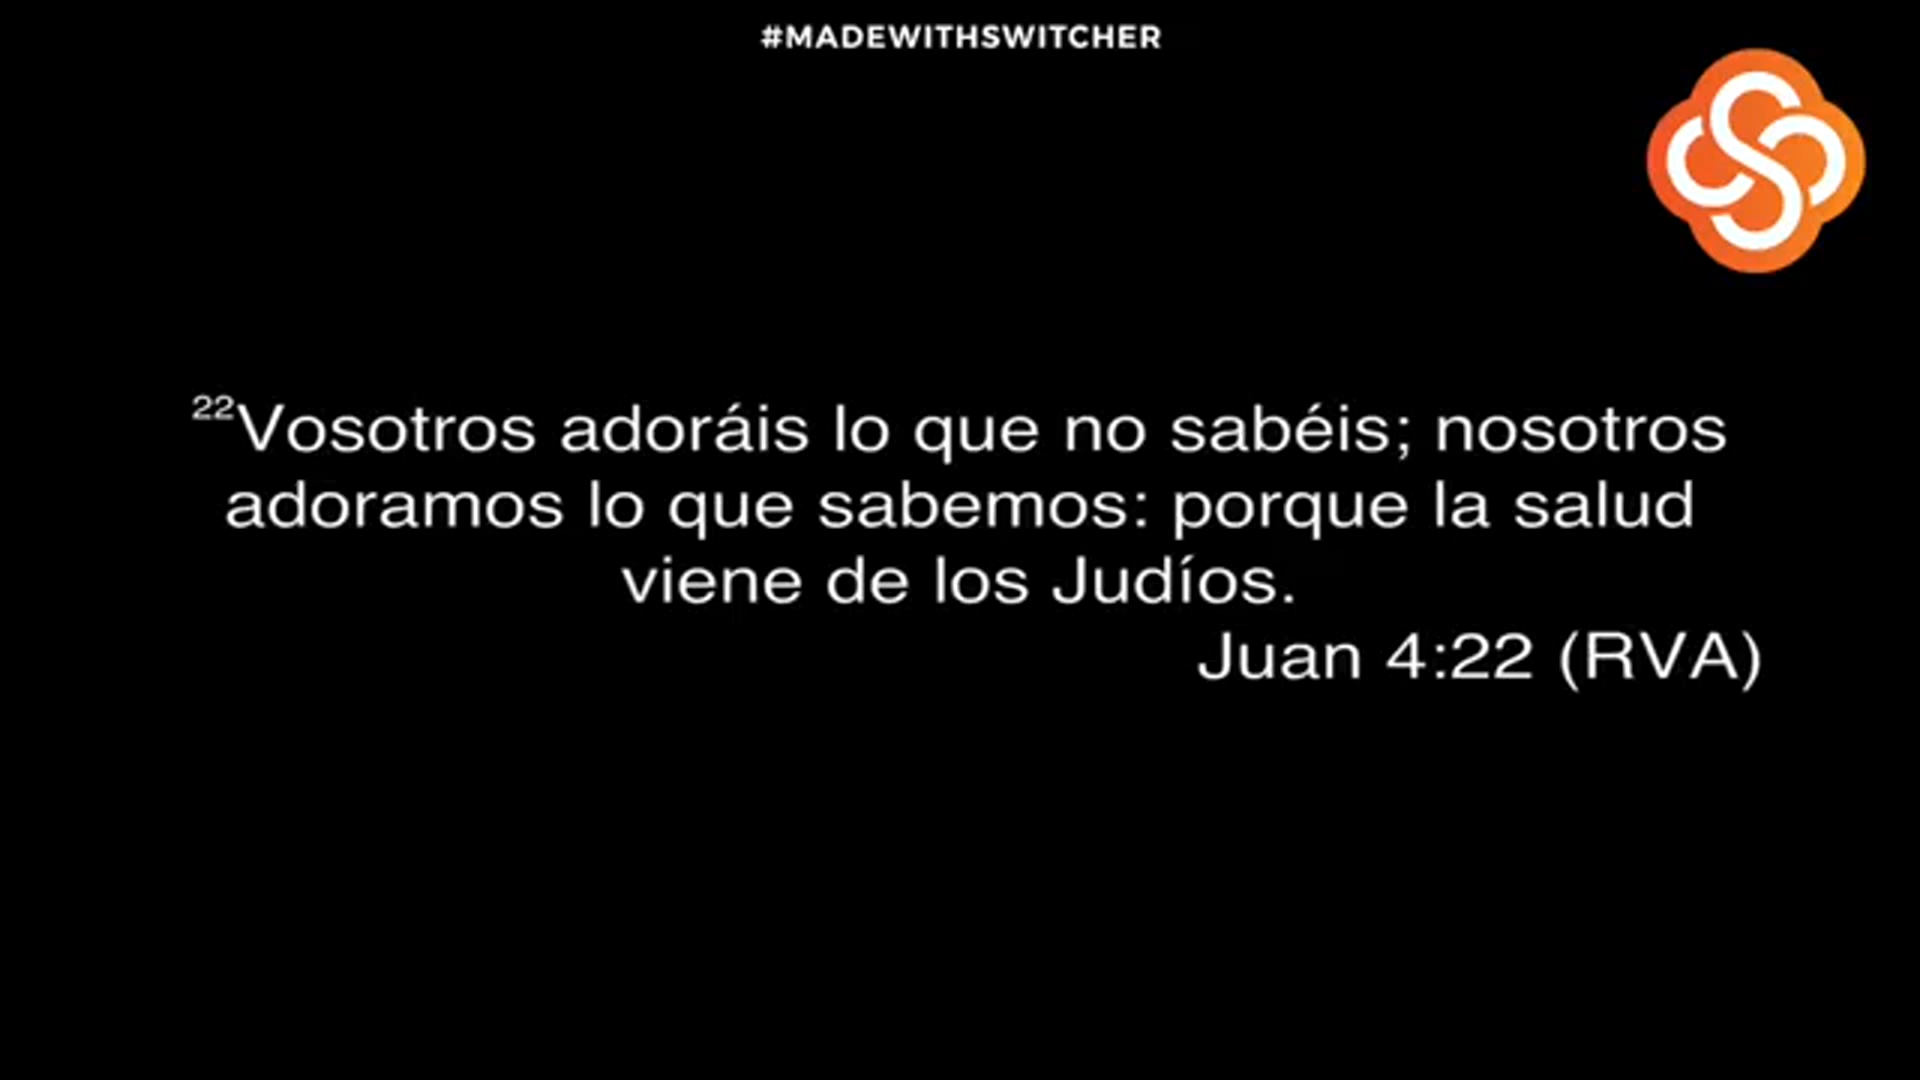 #MADEWITHSWITCHER
22Vosotros adoráis lo que no sabéis; nosotros
adoramos lo que sabemos: porque la salud
viene de los Judíos.
Juan 4:22 (RVA)